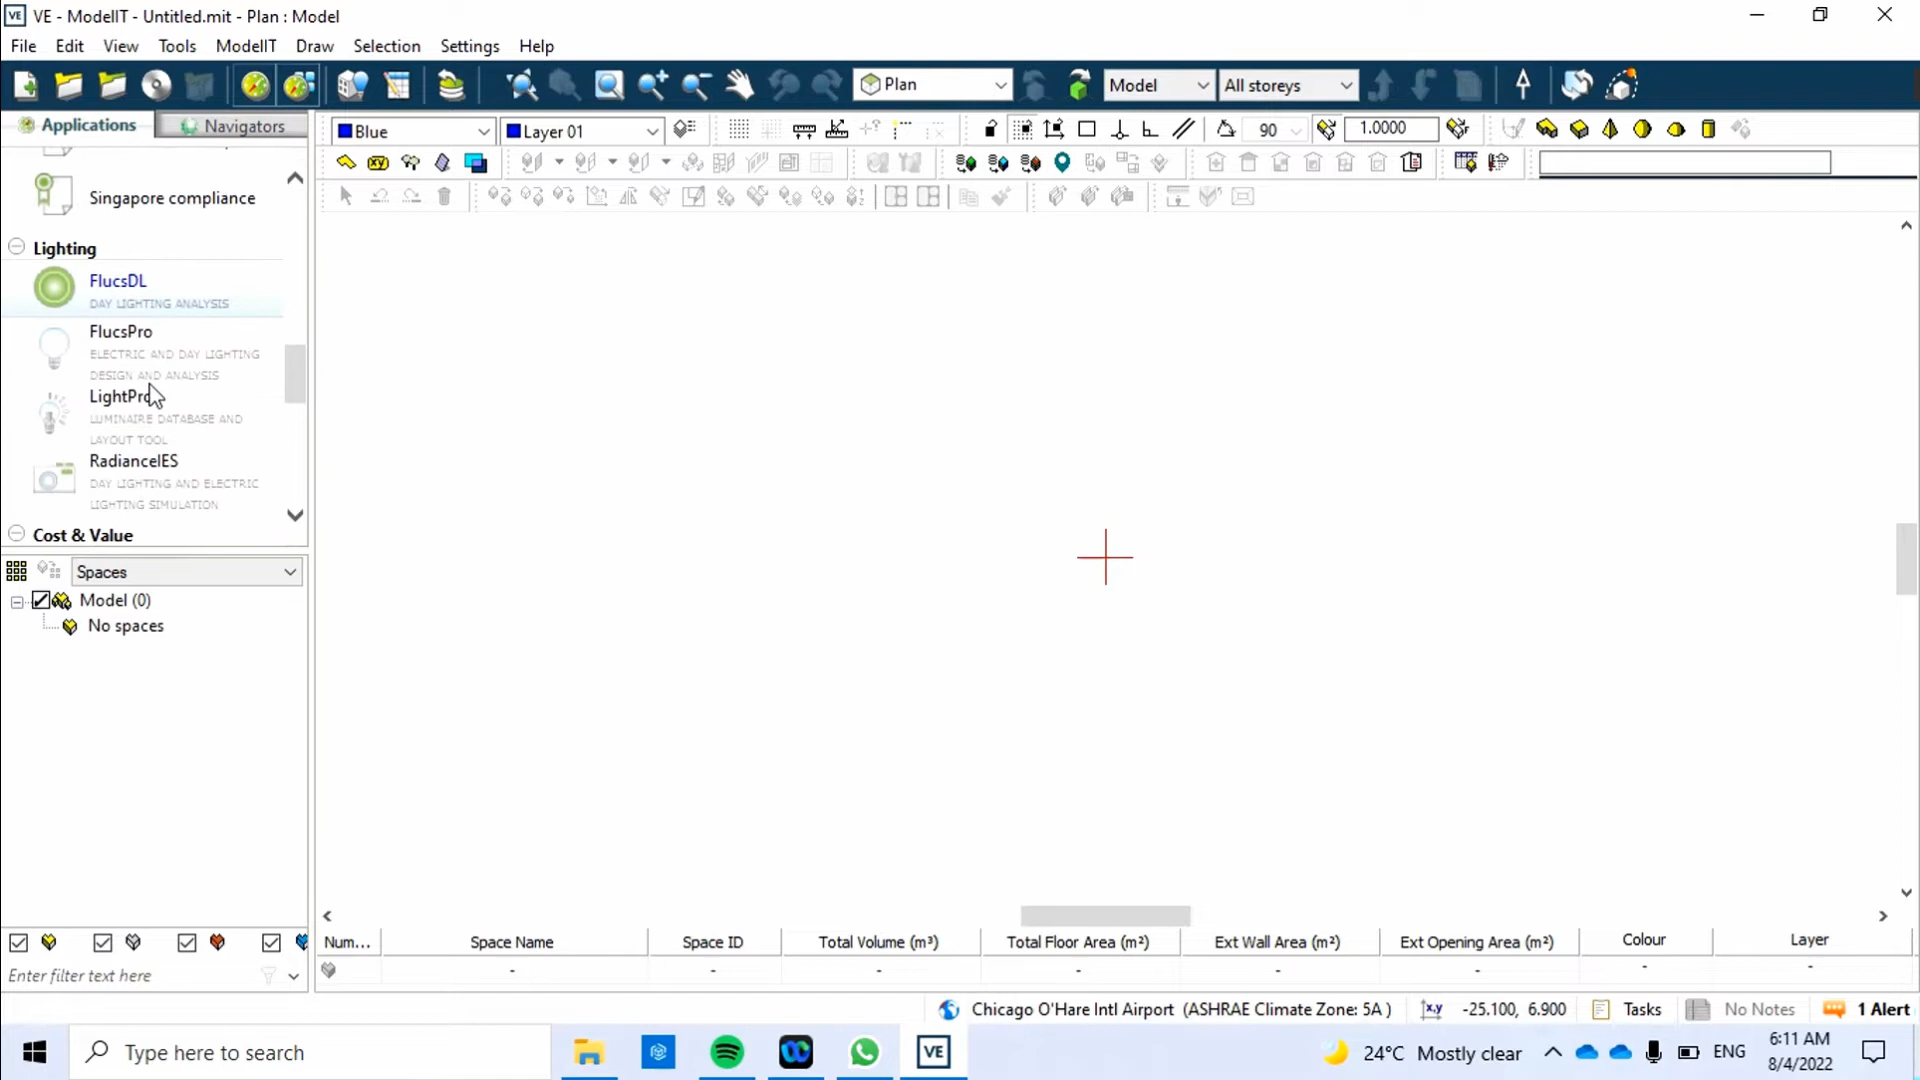 VE - ModelIT - Untitled.mit - Plan : Model
File Edit View Tools ModelIT Draw Selection Settings Help
Plan Model All storeys
Applications Navigators
Blue Layer 01 90 1.0000
xy
Singapore compliance
Lighting
FlucsDL
DAY LIGHTING ANALYSIS
FlucsPro
ELECTRIC AND DAY LIGHTING
DESIGN AND ANALYSIS
LightPro
LUMINAIRE DATABASE AND
LAYOUT TOOL
RadianceIES
DAY LIGHTING AND ELECTRIC
LIGHTING SIMULATION
Cost & Value
Spaces
Model (0)
No spaces
Num... Space Name Space ID Total Volume (m³) Total Floor Area (m²) Ext Wall Area (m²) Ext Opening Area (m²) Colour Layer
- - - - - - - -
Enter filter text here
Chicago O'Hare Intl Airport (ASHRAE Climate Zone: 5A ) x,y -25.100, 6.900 Tasks No Notes 1 Alert
Type here to search
VE
24°C Mostly clear ENG
6:11 AM
8/4/2022